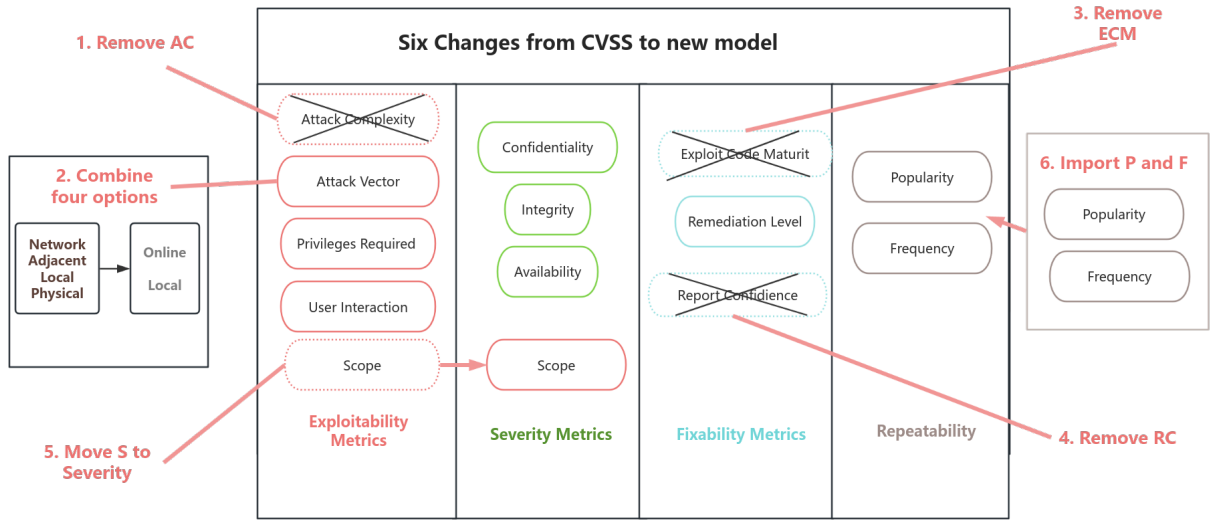 Six Changes from CVSS to new model
1. Remove AC
3. Remove
ECM
2. Combine
four options
Network
Adjacent
Local
Physical
Online
Local
5. Move S to
Severity
Attack Complexity
Attack Vector
Privileges Required
User Interaction
Scope
Exploitability
Metrics
Confidentiality
Integrity
Availability
Scope
Severity Metrics
Exploit Code Maturit
Remediation Level
Report Confidience
Fixability Metrics
Popularity
Frequency
Repeatability
6. Import P and F
Popularity
Frequency
4. Remove RC